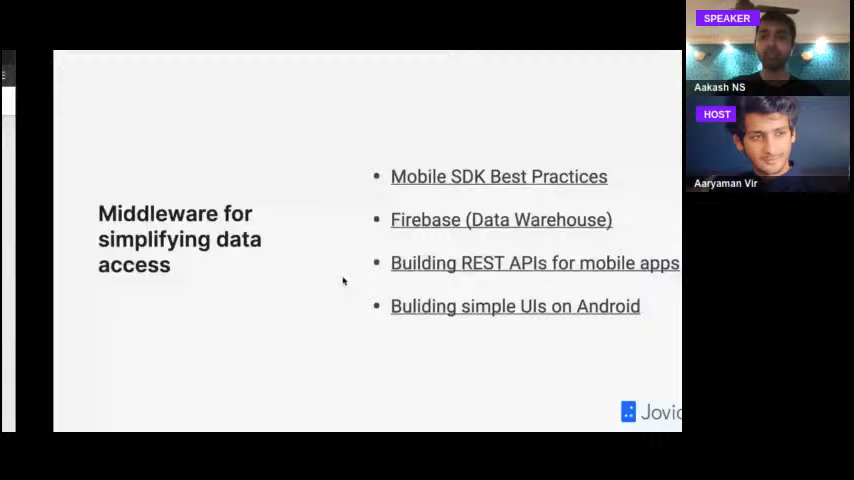 SPEAKER
Aakash NS
HOST
Aaryaman Vir
Middleware for
simplifying data
access
• Mobile SDK Best Practices
• Firebase (Data Warehouse)
• Building REST APIs for mobile apps
• Buliding simple UIs on Android
Jovi